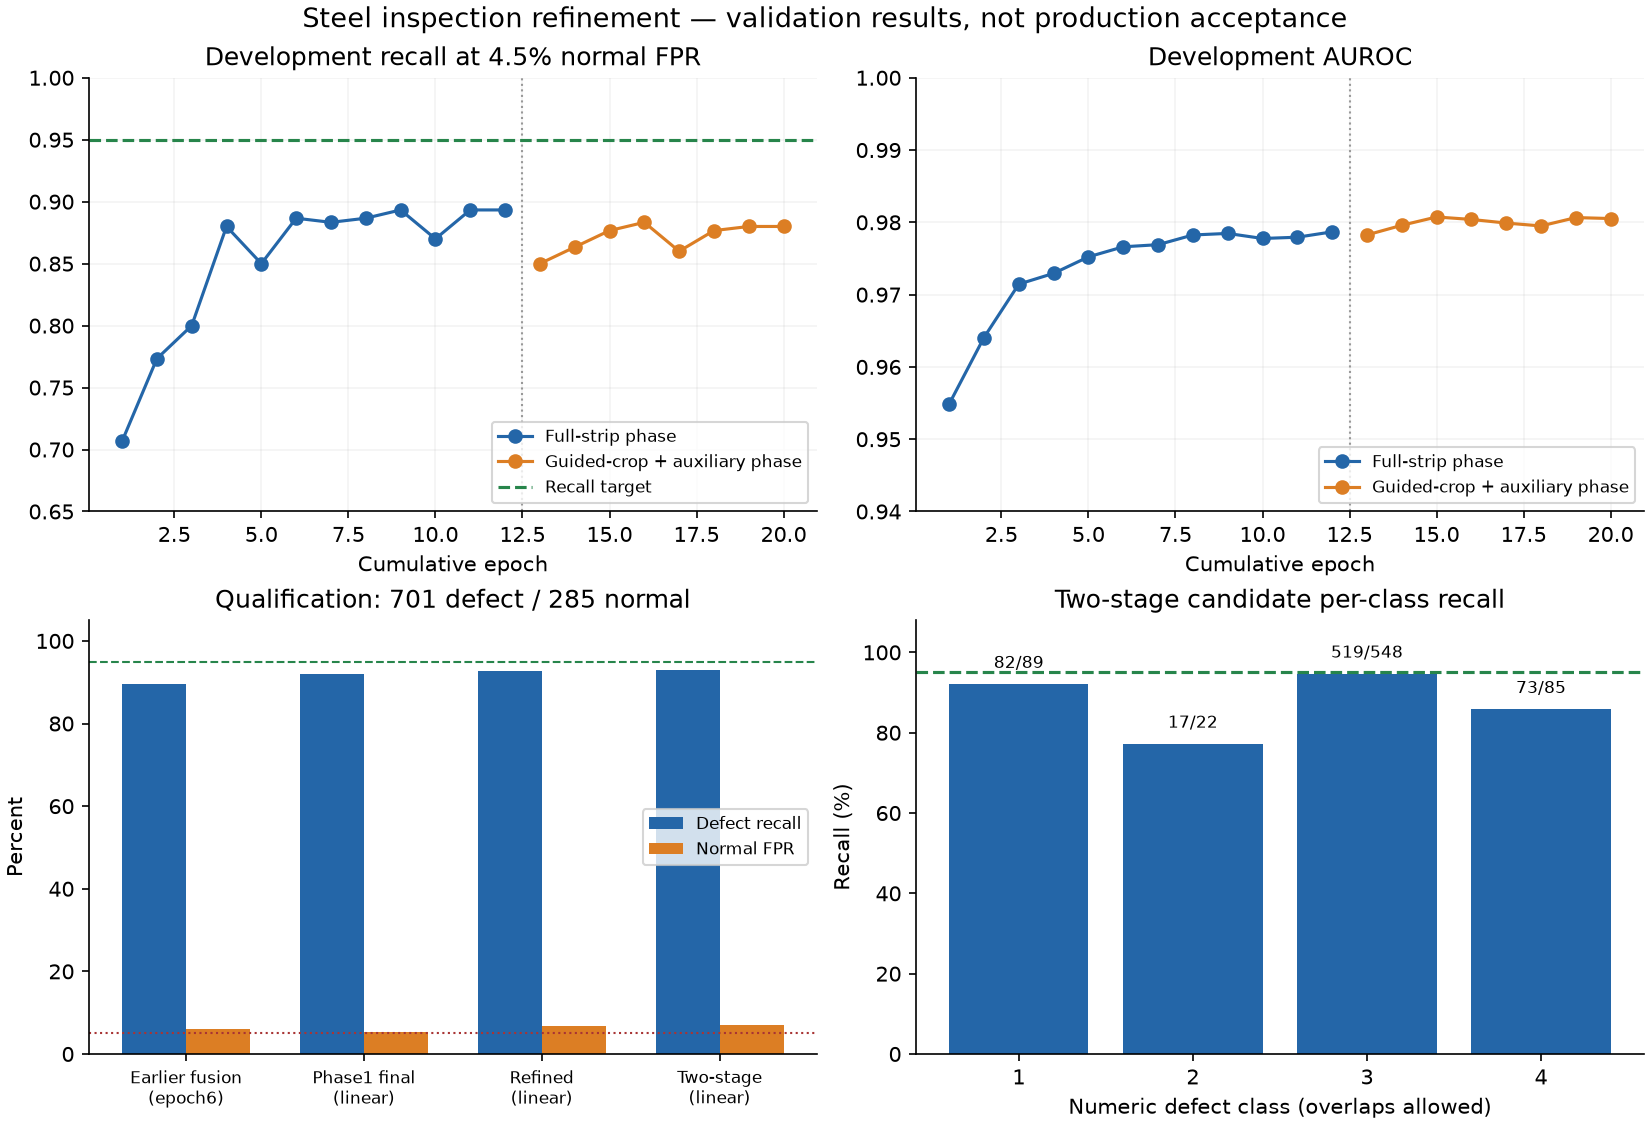 Steel inspection refinement — validation results, not production acceptance
Development recall at 4.5% normal FPR
1.00
0.95
0.90
0.85
0.80
0.75
0.70
0.65
2.5 5.0 7.5 10.0 12.5 15.0 17.5 20.0
Cumulative epoch
Full-strip phase
Guided-crop + auxiliary phase
Recall target
Development AUROC
1.00
0.99
0.98
0.97
0.96
0.95
0.94
2.5 5.0 7.5 10.0 12.5 15.0 17.5 20.0
Cumulative epoch
Full-strip phase
Guided-crop + auxiliary phase
Qualification: 701 defect / 285 normal
Percent
100
80
60
40
20
0
Defect recall
Normal FPR
Earlier fusion
(epoch6)
Phase1 final
(linear)
Refined
(linear)
Two-stage
(linear)
Two-stage candidate per-class recall
Recall (%)
100
80
60
40
20
0
82/89
17/22
519/548
73/85
1 2 3 4
Numeric defect class (overlaps allowed)